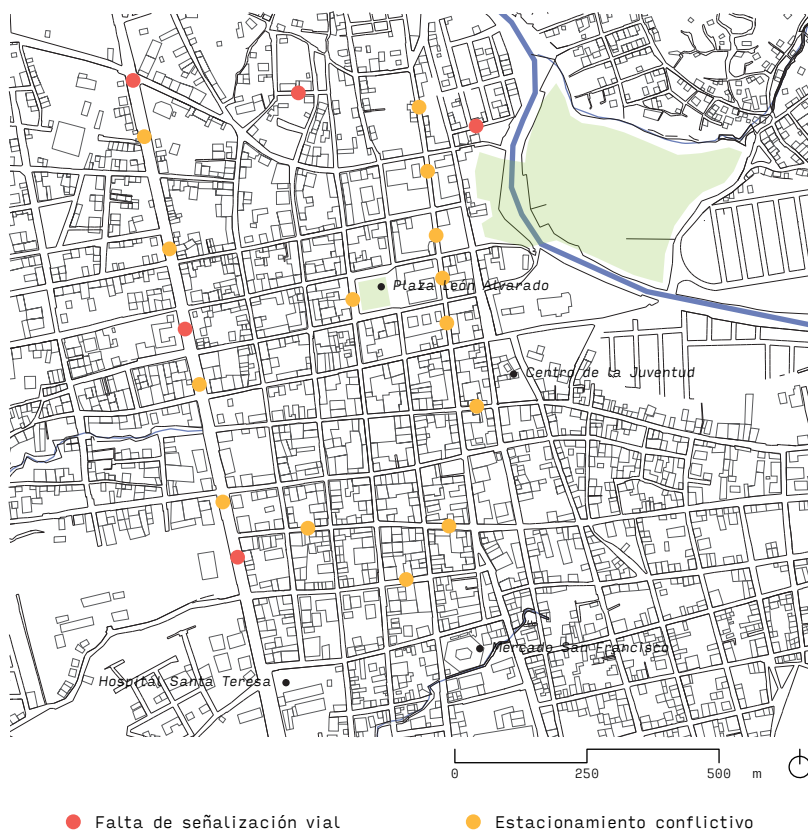 Plaza León Alvarado
Centro de la Juventud
Mercado San Francisco
Hospital Santa Teresa
0 250 500 m
Falta de señalización vial
Estacionamiento conflictivo